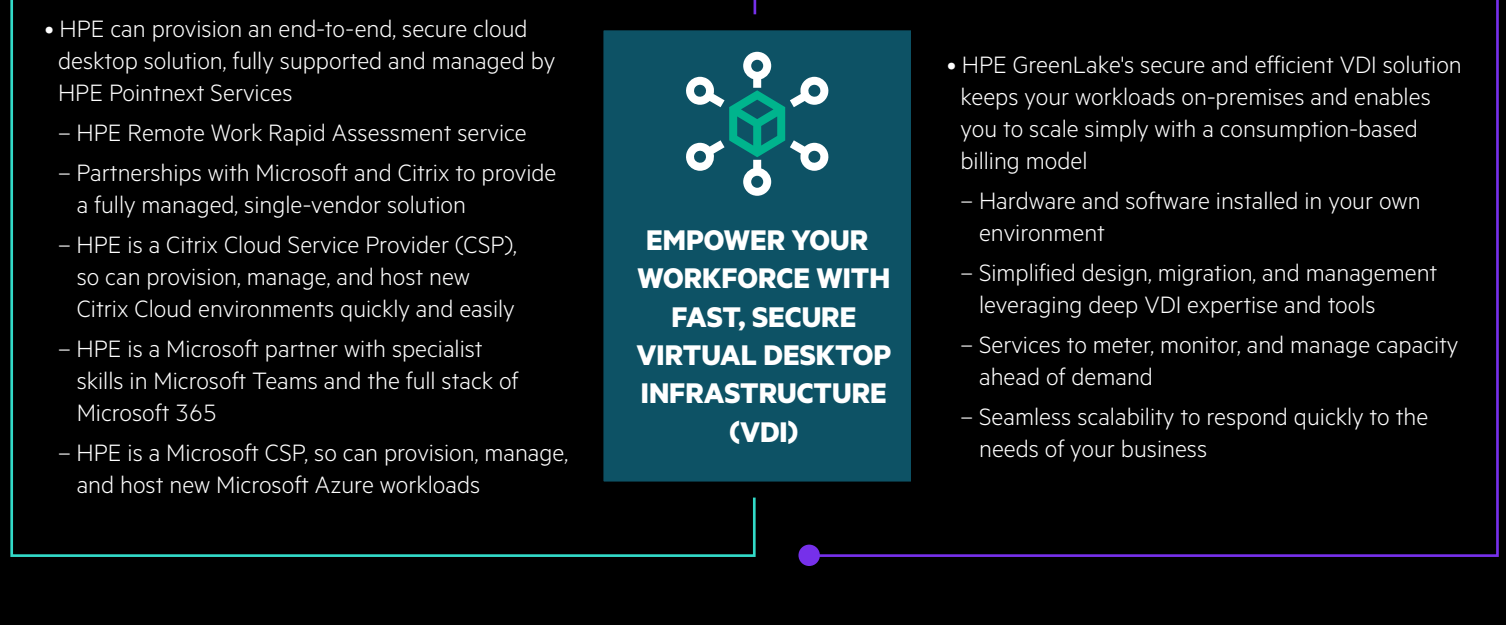 • HPE can provision an end-to-end, secure cloud
desktop solution, fully supported and managed by
HPE Pointnext Services
– HPE Remote Work Rapid Assessment service
– Partnerships with Microsoft and Citrix to provide
a fully managed, single-vendor solution
– HPE is a Citrix Cloud Service Provider (CSP),
so can provision, manage, and host new
Citrix Cloud environments quickly and easily
– HPE is a Microsoft partner with specialist
skills in Microsoft Teams and the full stack of
Microsoft 365
– HPE is a Microsoft CSP, so can provision, manage,
and host new Microsoft Azure workloads
EMPOWER YOUR
WORKFORCE WITH
FAST, SECURE
VIRTUAL DESKTOP
INFRASTRUCTURE
(VDI)
• HPE GreenLake's secure and efficient VDI solution
keeps your workloads on-premises and enables
you to scale simply with a consumption-based
billing model
– Hardware and software installed in your own
environment
– Simplified design, migration, and management
leveraging deep VDI expertise and tools
– Services to meter, monitor, and manage capacity
ahead of demand
– Seamless scalability to respond quickly to the
needs of your business